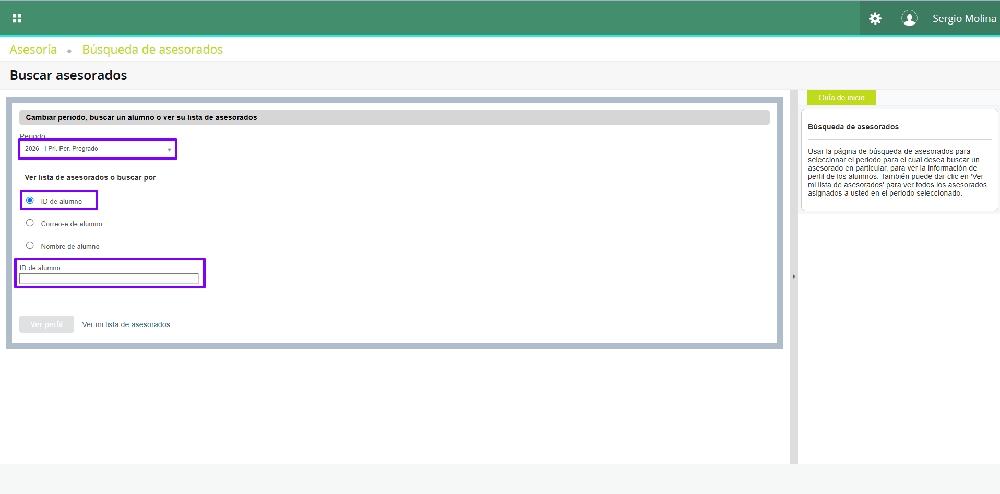 Sergio Molina
Asesoría • Búsqueda de asesorados
Buscar asesorados
Cambiar periodo, buscar un alumno o ver su lista de asesorados
Periodo
2026 - I Pri. Per. Pregrado
Ver lista de asesorados o buscar por
ID de alumno
Correo-e de alumno
Nombre de alumno
ID de alumno
Ver perfil
Ver mi lista de asesorados
Guía de inicio
Búsqueda de asesorados
Usar la página de búsqueda de asesorados para
seleccionar el periodo para el cual desea buscar un
asesorado en particular, para ver la información de
perfil de los alumnos. También puede dar clic en 'Ver
mi lista de asesorados' para ver todos los asesorados
asignados a usted en el periodo seleccionado.